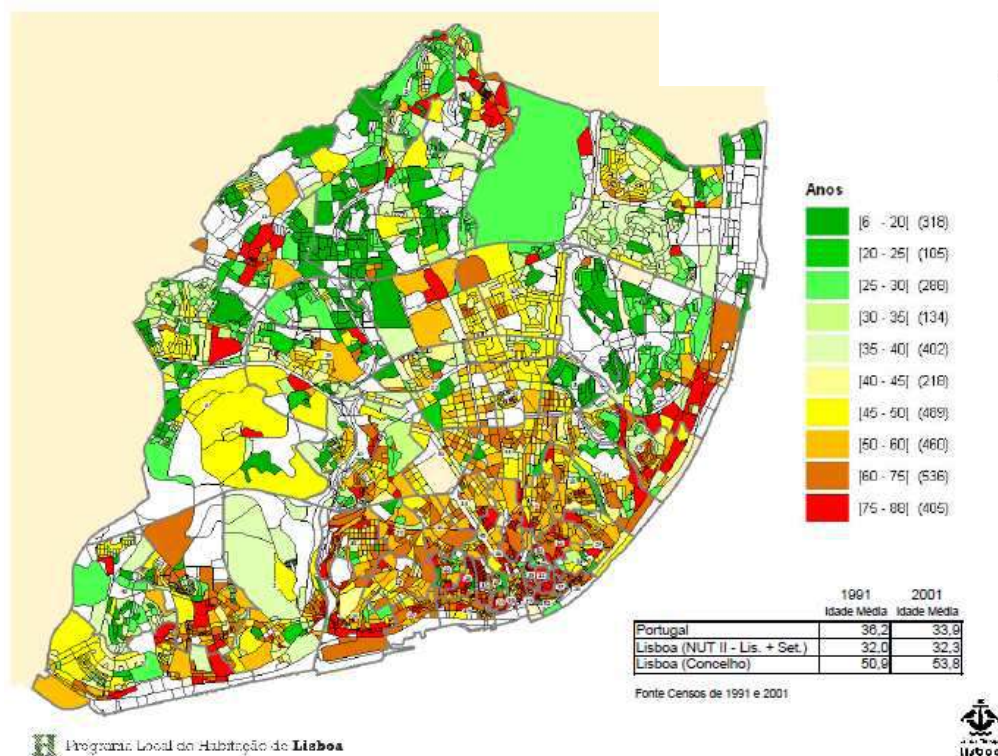 Anos
[6 - 20[ (318)
[20 - 25[ (105)
[25 - 30[ (288)
[30 - 35[ (134)
[35 - 40[ (402)
[40 - 45[ (218)
[45 - 50[ (489)
[50 - 60[ (460)
[60 - 75[ (536)
[75 - 88[ (405)
1991 2001
Idade Média Idade Média
Portugal 36,2 33,9
Lisboa (NUT II - Lis. + Set.) 32,0 32,3
Lisboa (Concelho) 50,9 53,8
Fonte Censos de 1991 e 2001
Programa Local de Habitação de Lisboa
Lisboa